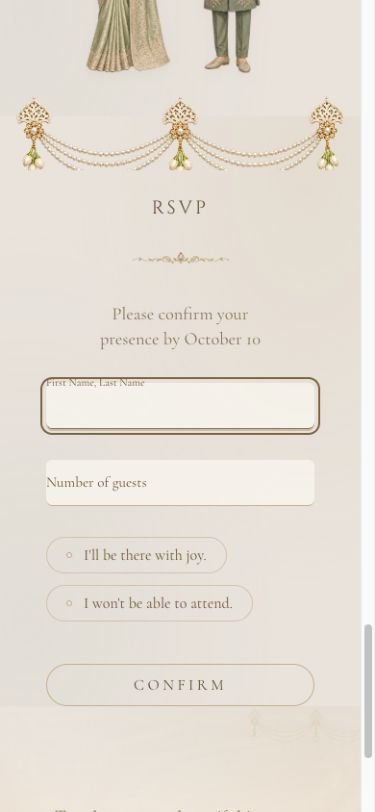 RSVP
Please confirm your
presence by October 10
First Name, Last Name
Number of guests
I'll be there with joy.
I won't be able to attend.
CONFIRM